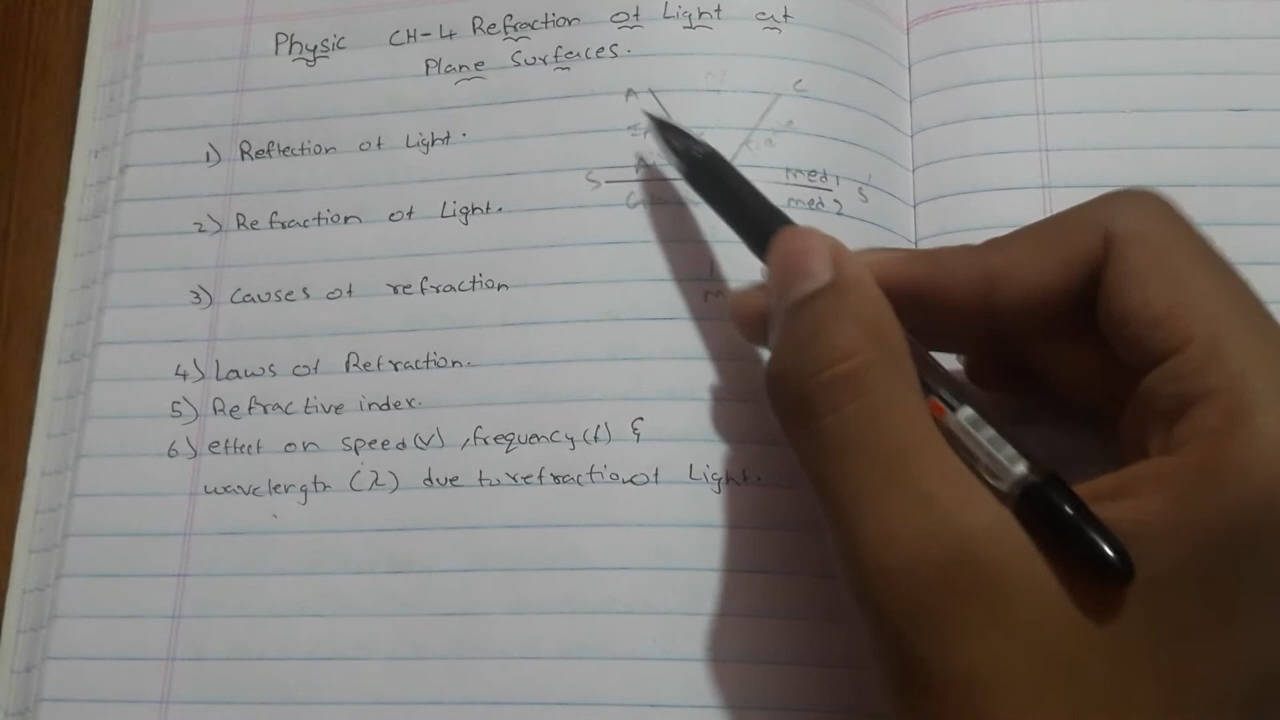 Physic CH-4 Refraction of Light at
Plane Surfaces.
A C
1) Reflection of Light.
S med1 S'
med2
2) Refraction of Light.
3) causes of refraction
M
4) Laws of Refraction.
5) Refractive index.
6) effect on speed(v), frequency(f) &
wavelength (λ) due to refraction of Light.